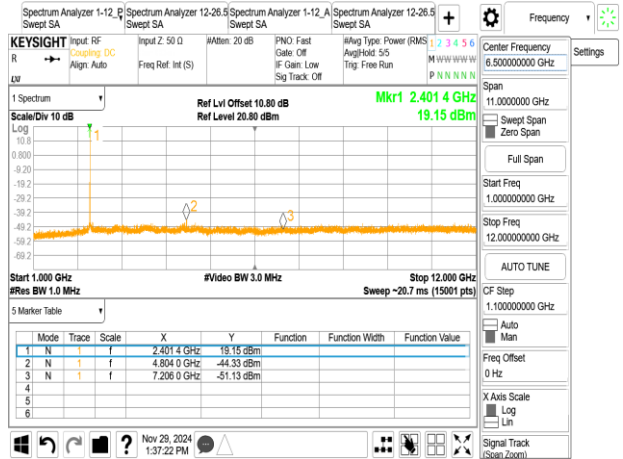 Spectrum Analyzer 1-12_P
Swept SA
Spectrum Analyzer 12-26.5
Swept SA
Spectrum Analyzer 1-12_A
Swept SA
Spectrum Analyzer 12-26.5
Swept SA
+
Frequency
Settings
KEYSIGHT
R
Input: RF
Coupling: DC
Align: Auto
Input Z: 50 Ω
Freq Ref: Int (S)
#Atten: 20 dB
PNO: Fast
Gate: Off
IF Gain: Low
Sig Track: Off
#Avg Type: Power (RMS
Avg|Hold: 5/5
Trig: Free Run
1 2 3 4 5 6
M W W W W W
P N N N N N
1 Spectrum
Scale/Div 10 dB
Ref Lvl Offset 10.80 dB
Ref Level 20.80 dBm
Mkr1 2.401 4 GHz
19.15 dBm
Log
10.8
0.800
-9.20
-19.2
-29.2
-39.2
-49.2
-59.2
-69.2
1
2
3
Start 1.000 GHz
#Video BW 3.0 MHz
Stop 12.000 GHz
#Res BW 1.0 MHz
Sweep ~20.7 ms (15001 pts)
5 Marker Table
Mode Trace Scale X Y Function Function Width Function Value
1 N 1 f 2.401 4 GHz 19.15 dBm
2 N 1 f 4.804 0 GHz -44.33 dBm
3 N 1 f 7.206 0 GHz -51.13 dBm
4
5
6
Nov 29, 2024
1:37:22 PM
Center Frequency
6.500000000 GHz
Span
11.0000000 GHz
Swept Span
Zero Span
Full Span
Start Freq
1.000000000 GHz
Stop Freq
12.000000000 GHz
AUTO TUNE
CF Step
1.100000000 GHz
Auto
Man
Freq Offset
0 Hz
X Axis Scale
Log
Lin
Signal Track
(Span Zoom)